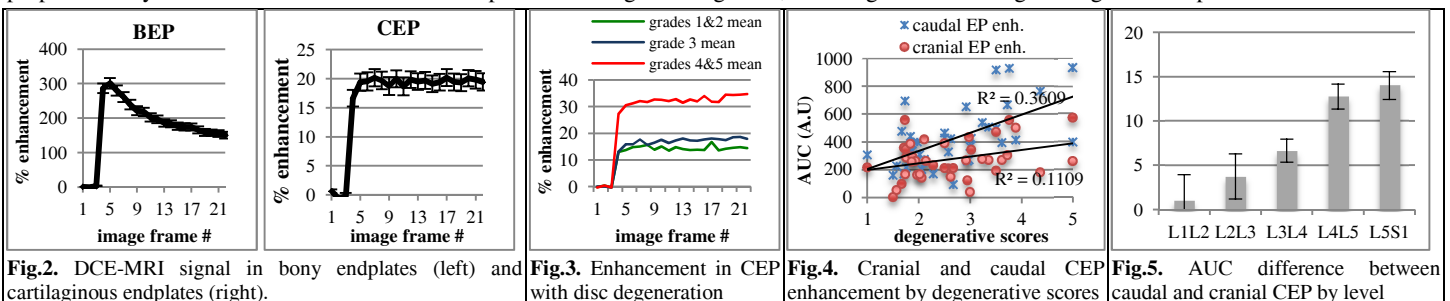 BEP
% enhancement
400
300
200
100
0
1 5 9 13 17 21
image frame #
CEP
% enhancement
25
20
15
10
5
0
1 5 9 13 17 21
image frame #
Fig.2. DCE-MRI signal in bony endplates (left) and
cartilaginous endplates (right).
grades 1&2 mean
grade 3 mean
grades 4&5 mean
% enhancement
40
30
20
10
0
1 5 9 13 17 21
image frame #
Fig.3. Enhancement in CEP
with disc degeneration
caudal EP enh.
cranial EP enh.
AUC (A.U)
1000
800
600
400
200
0
R² = 0.3609
R² = 0.1109
1 2 3 4 5
degenerative scores
Fig.4. Cranial and caudal CEP
enhancement by degenerative scores
20
15
10
5
0
L1L2 L2L3 L3L4 L4L5 L5S1
Fig.5. AUC difference between
caudal and cranial CEP by level